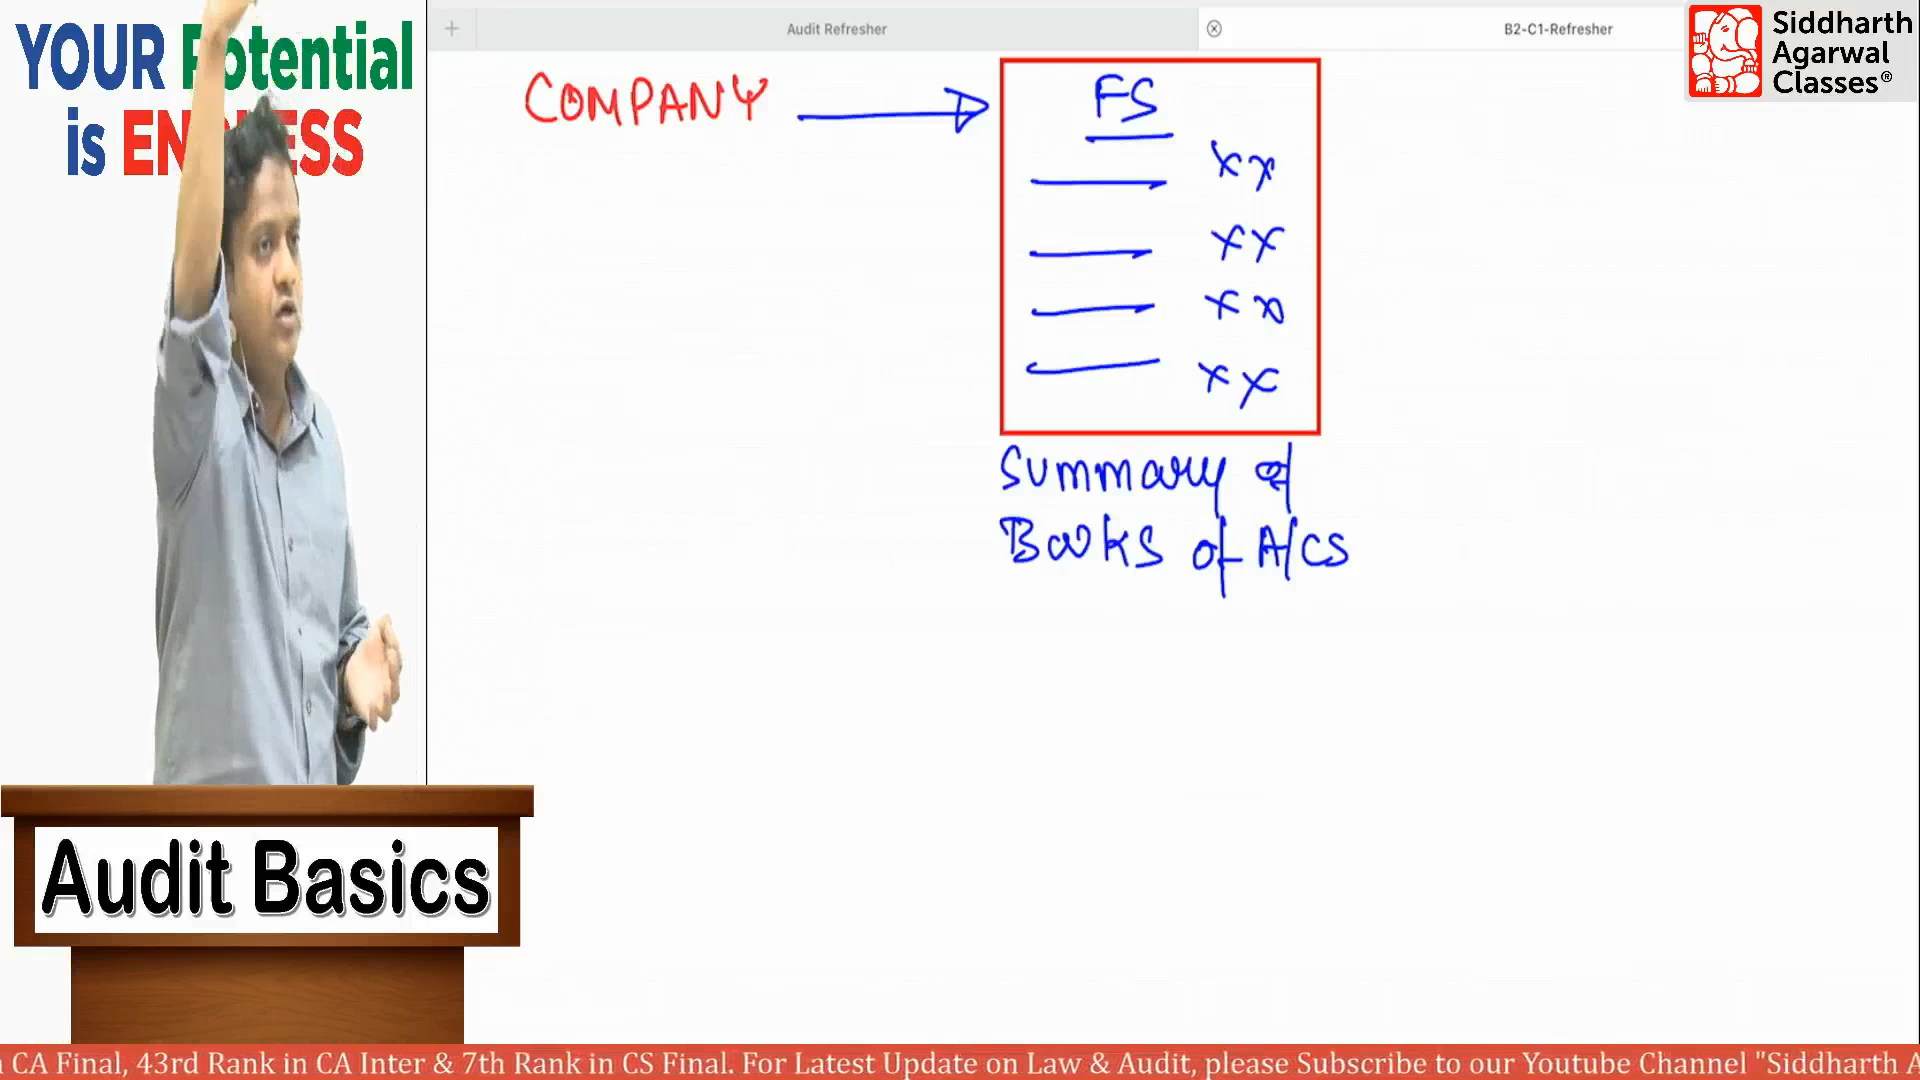 YOUR Potential
is EN ESS
Audit Refresher
B2-C1-Refresher
Siddharth
Agarwal
Classes®
COMPANY
FS
xx
xx
xx
xx
Summary of
Books of A/CS
Audit Basics
CA Final, 43rd Rank in CA Inter & 7th Rank in CS Final. For Latest Update on Law & Audit, please Subscribe to our Youtube Channel "Siddharth A